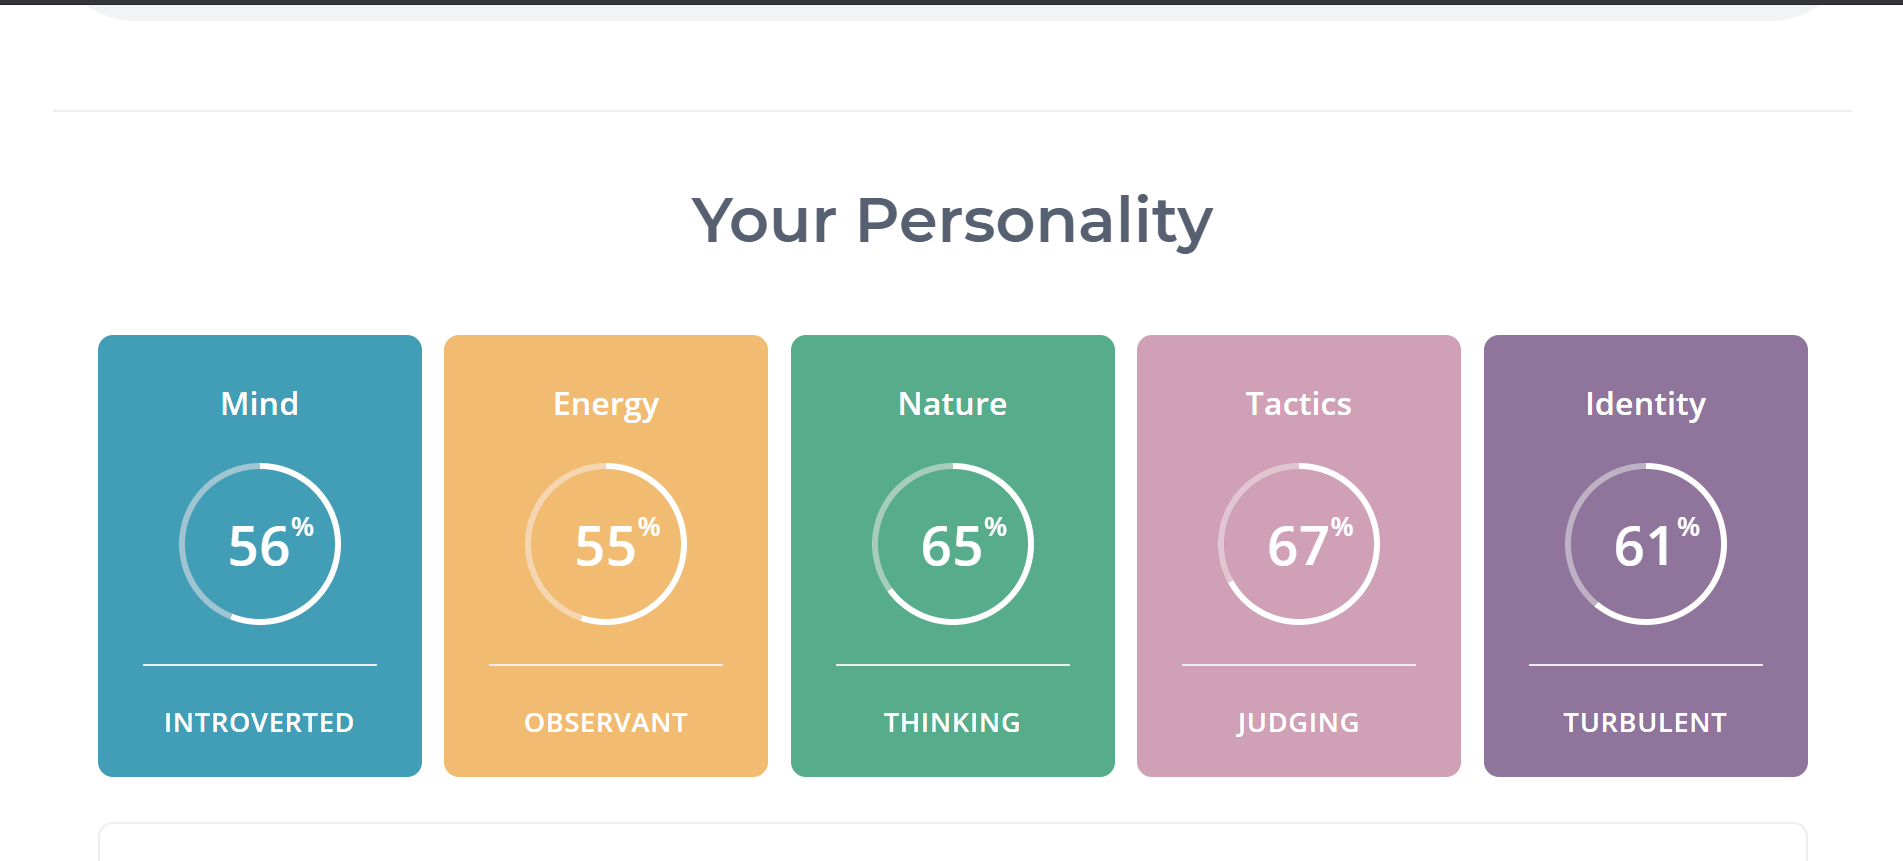 Your Personality
Mind
56%
INTROVERTED
Energy
55%
OBSERVANT
Nature
65%
THINKING
Tactics
67%
JUDGING
Identity
61%
TURBULENT